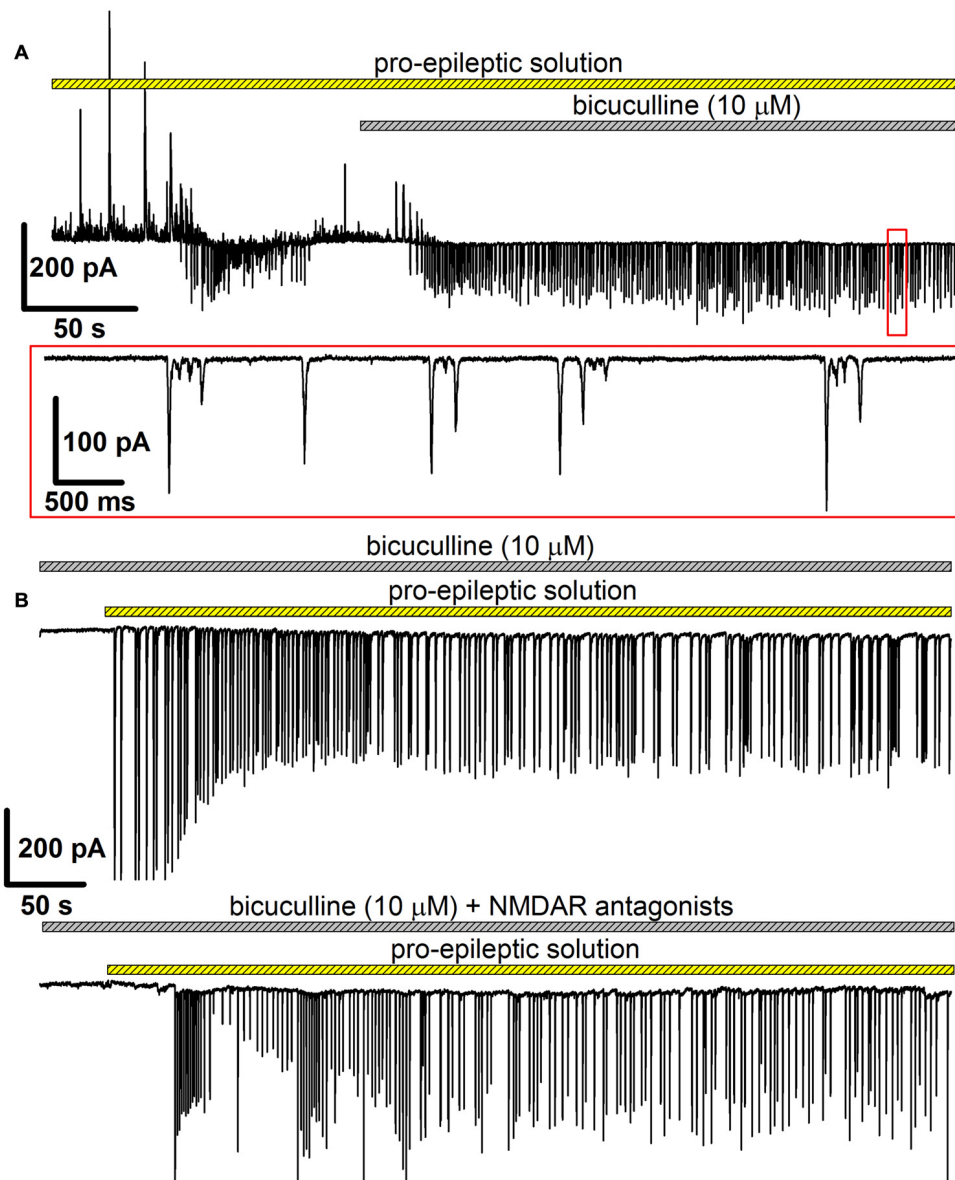 A
pro-epileptic solution
bicuculline (10 μM)
200 pA
50 s
100 pA
500 ms
bicuculline (10 μM)
B
pro-epileptic solution
200 pA
50 s
bicuculline (10 μM) + NMDAR antagonists
pro-epileptic solution